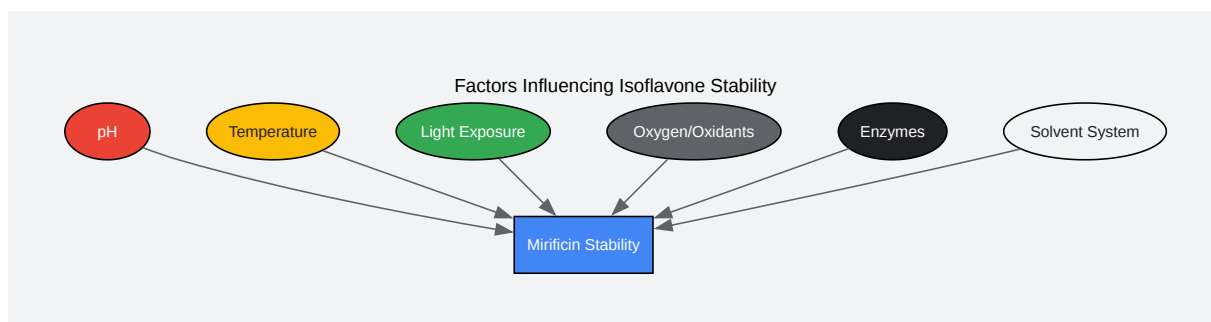 Factors Influencing Isoflavone Stability
pH
Temperature
Light Exposure
Oxygen/Oxidants
Enzymes
Solvent System
Mirificin Stability